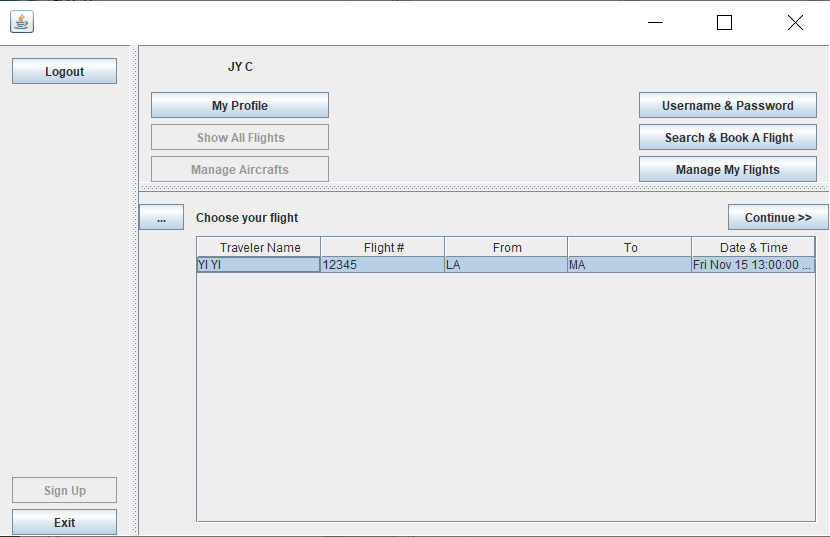 Logout
JY C
My Profile
Username & Password
Show All Flights
Search & Book A Flight
Manage Aircrafts
Manage My Flights
...
Choose your flight
Continue >>
Traveler Name Flight # From To Date & Time
YI YI 12345 LA MA Fri Nov 15 13:00:00 ...
Sign Up
Exit